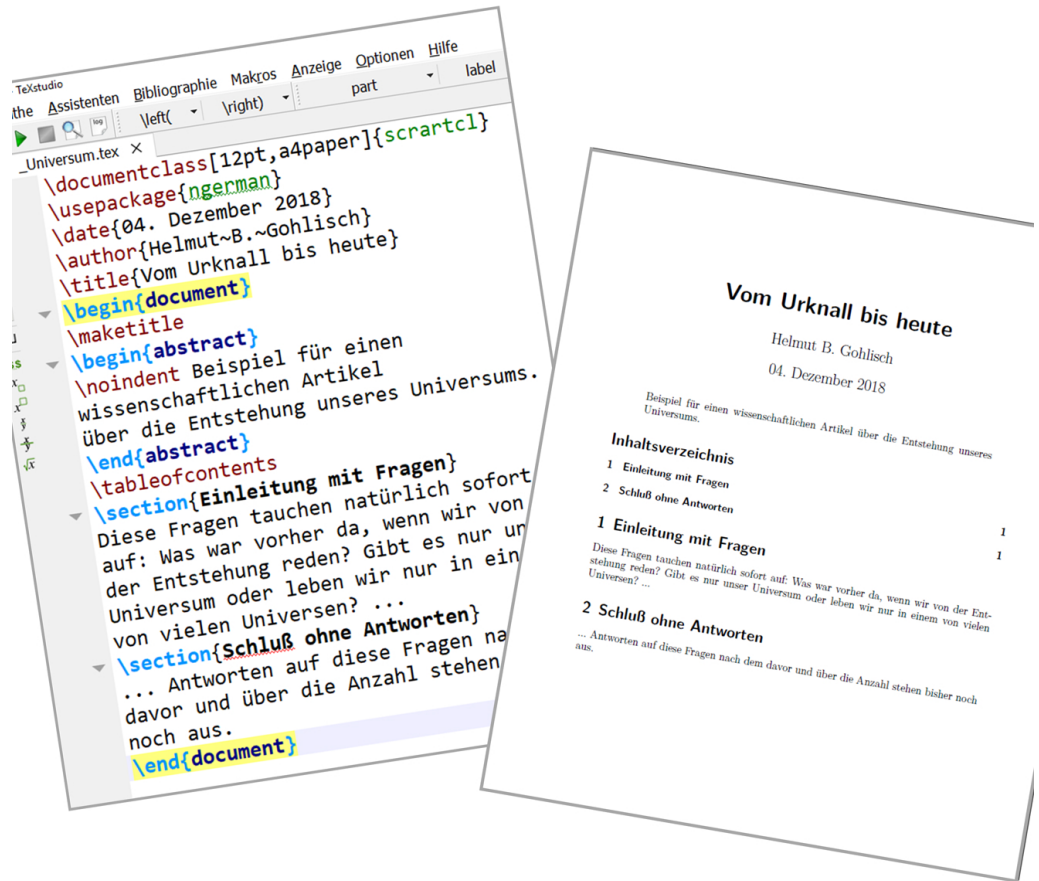 TeXstudio
the Assistenten Bibliographie Makros Anzeige Optionen Hilfe
log \left( \right) part label
_Universum.tex ×
\documentclass[12pt,a4paper]{scrartcl}
\usepackage{ngerman}
\date{04. Dezember 2018}
\author{Helmut~B.~Gohlisch}
\title{Vom Urknall bis heute}
\begin{document}
\maketitle
\begin{abstract}
\noindent Beispiel für einen
wissenschaftlichen Artikel
über die Entstehung unseres Universums.
\end{abstract}
\tableofcontents
\section{Einleitung mit Fragen}
Diese Fragen tauchen natürlich sofort
auf: Was war vorher da, wenn wir von
der Entstehung reden? Gibt es nur un
Universum oder leben wir nur in ein
von vielen Universen? ...
\section{Schluß ohne Antworten}
... Antworten auf diese Fragen na
davor und über die Anzahl stehen
noch aus.
\end{document}
Vom Urknall bis heute
Helmut B. Gohlisch
04. Dezember 2018
Beispiel für einen wissenschaftlichen Artikel über die Entstehung unseres
Universums.
Inhaltsverzeichnis
1 Einleitung mit Fragen 1
2 Schluß ohne Antworten 1
1 Einleitung mit Fragen
Diese Fragen tauchen natürlich sofort auf: Was war vorher da, wenn wir von der Ent-
stehung reden? Gibt es nur unser Universum oder leben wir nur in einem von vielen
Universen? ...
2 Schluß ohne Antworten
... Antworten auf diese Fragen nach dem davor und über die Anzahl stehen bisher noch
aus.